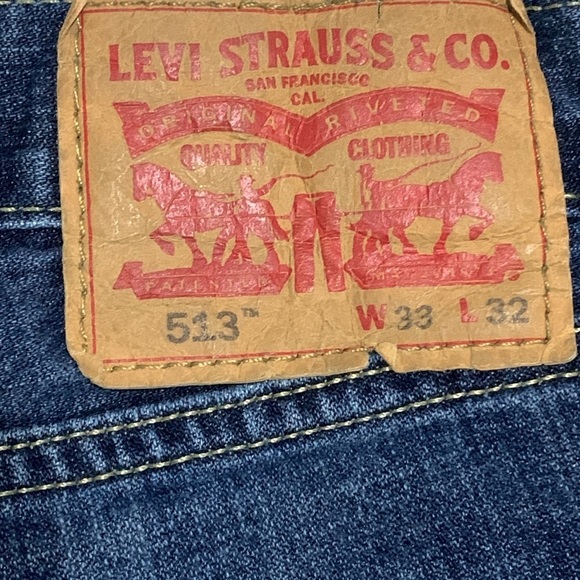 LEVI STRAUSS & CO.
SAN FRANCISCO
CAL.
ORIGINAL RIVETED
QUALITY CLOTHING
513™ W 33 L 32